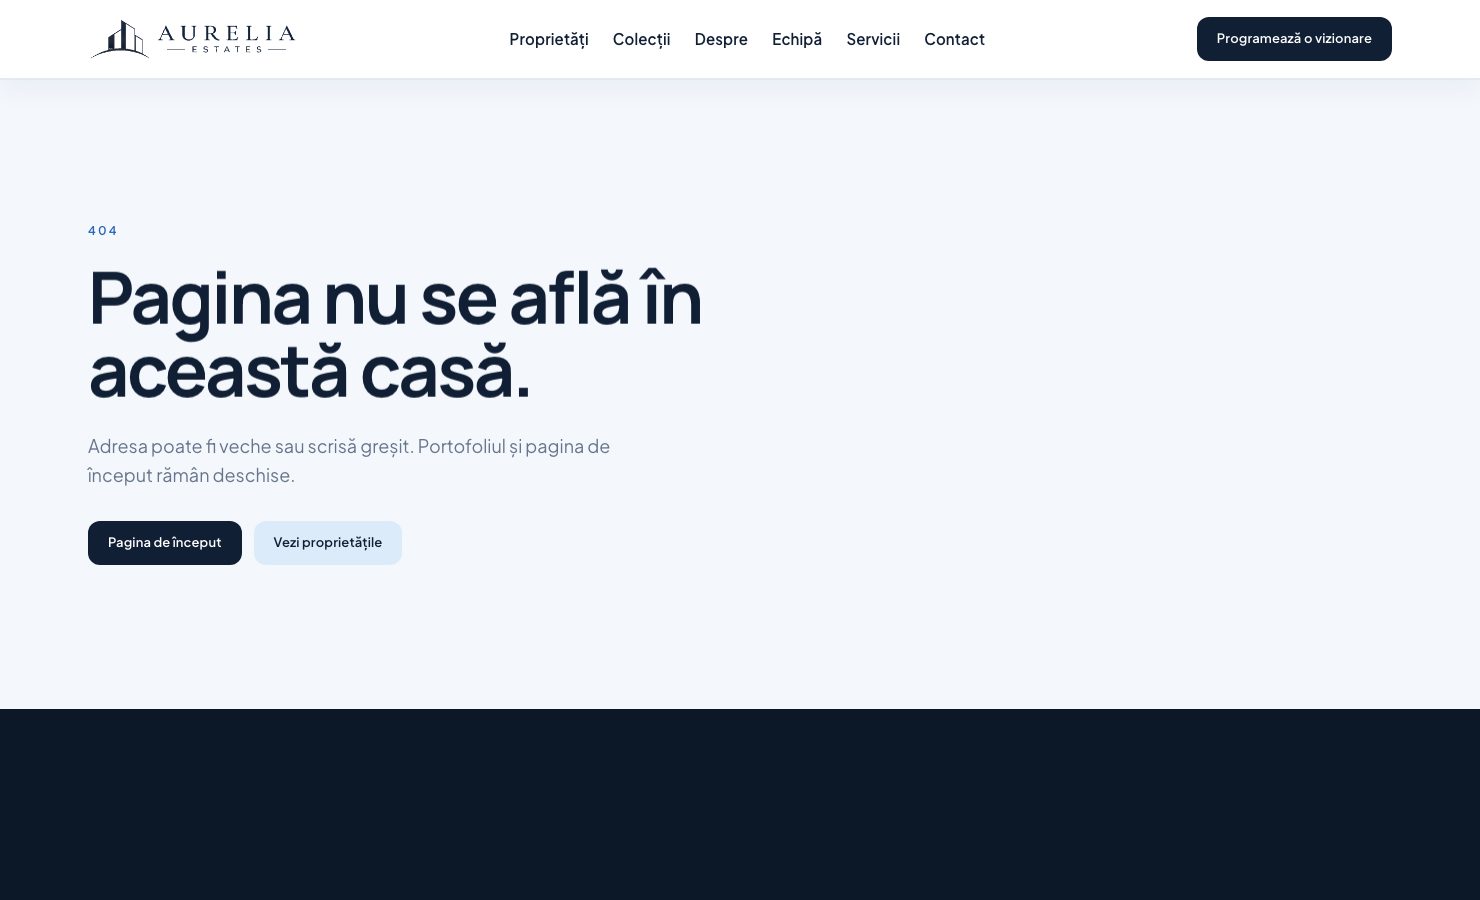 AURELIA
ESTATES
Proprietăți
Colecții
Despre
Echipă
Servicii
Contact
Programează o vizionare
404
Pagina nu se află în
această casă.
Adresa poate fi veche sau scrisă greșit. Portofoliul și pagina de
început rămân deschise.
Pagina de început
Vezi proprietățile